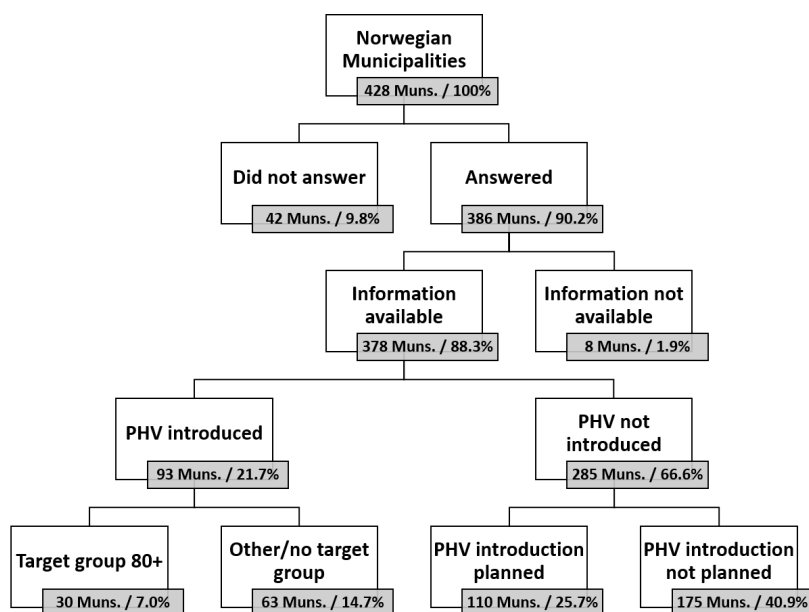 Norwegian
Municipalities
428 Muns. / 100%
Did not answer
42 Muns. / 9.8%
Answered
386 Muns. / 90.2%
Information
available
378 Muns. / 88.3%
Information not
available
8 Muns. / 1.9%
PHV introduced
93 Muns. / 21.7%
PHV not
introduced
285 Muns. / 66.6%
Target group 80+
30 Muns. / 7.0%
Other/no target
group
63 Muns. / 14.7%
PHV introduction
planned
110 Muns. / 25.7%
PHV introduction
not planned
175 Muns. / 40.9%